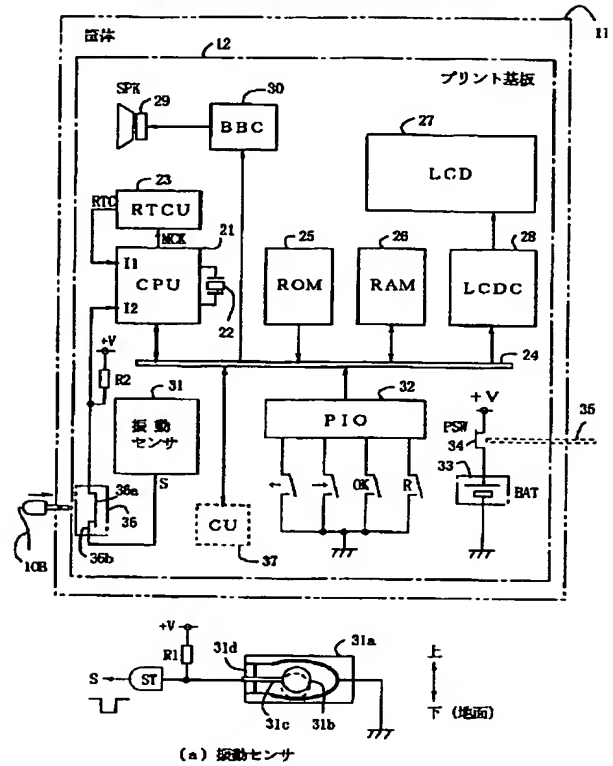 11
筐体
12
プリント基板
SPK
29
30
BBC
27
LCD
RTC
23
RTCU
MCK
21
I1
CPU
I2
22
25
ROM
26
RAM
28
LCDC
24
+V
R2
31
振動
センサ
S
32
PIO
← → OK R
+V
PSW
34
35
33
BAT
36a
36
36b
10B
CU
37
+V
R1
31a
31d
S
ST
31c
31b
上
下 (地面)
(a) 振動センサ